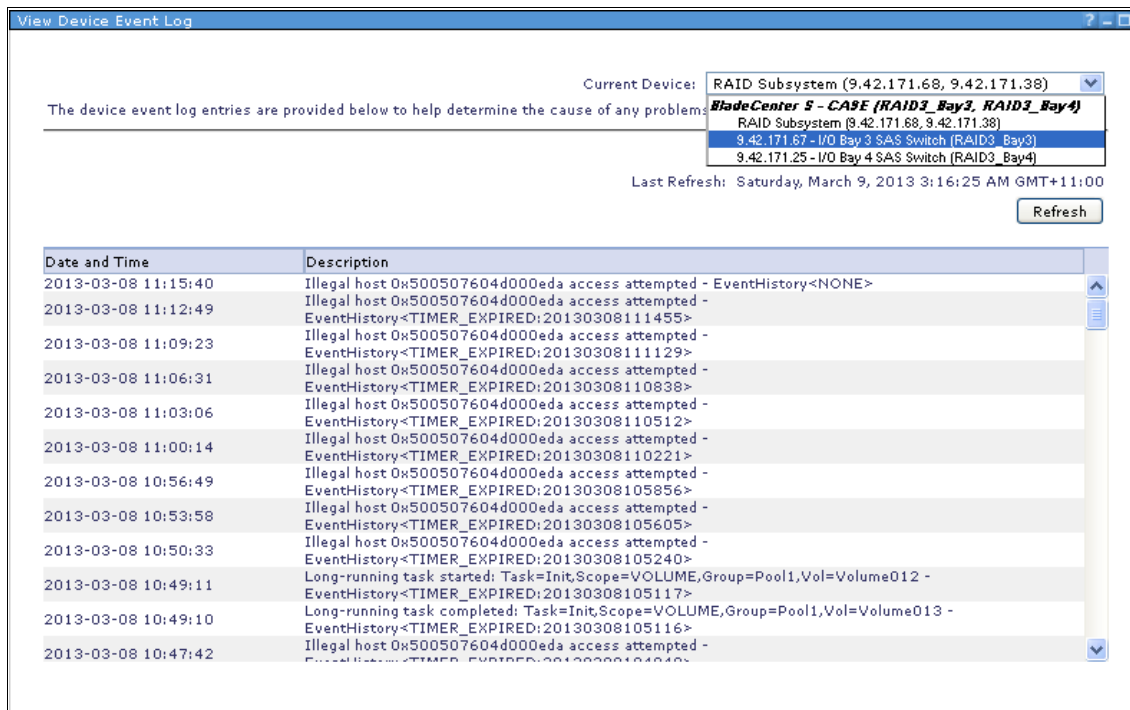 View Device Event Log
Current Device: RAID Subsystem (9.42.171.68, 9.42.171.38)
The device event log entries are provided below to help determine the cause of any problems
BladeCenter S - CASE (RAID3_Bay3, RAID3_Bay4)
RAID Subsystem (9.42.171.68, 9.42.171.38)
9.42.171.67 - I/O Bay 3 SAS Switch (RAID3_Bay3)
9.42.171.25 - I/O Bay 4 SAS Switch (RAID3_Bay4)
Last Refresh: Saturday, March 9, 2013 3:16:25 AM GMT+11:00
Refresh
Date and Time Description
2013-03-08 11:15:40 Illegal host 0x500507604d000eda access attempted - EventHistory<NONE>
2013-03-08 11:12:49 Illegal host 0x500507604d000eda access attempted -
EventHistory<TIMER_EXPIRED:20130308111455>
2013-03-08 11:09:23 Illegal host 0x500507604d000eda access attempted -
EventHistory<TIMER_EXPIRED:20130308111129>
2013-03-08 11:06:31 Illegal host 0x500507604d000eda access attempted -
EventHistory<TIMER_EXPIRED:20130308110838>
2013-03-08 11:03:06 Illegal host 0x500507604d000eda access attempted -
EventHistory<TIMER_EXPIRED:20130308110512>
2013-03-08 11:00:14 Illegal host 0x500507604d000eda access attempted -
EventHistory<TIMER_EXPIRED:20130308110221>
2013-03-08 10:56:49 Illegal host 0x500507604d000eda access attempted -
EventHistory<TIMER_EXPIRED:20130308105856>
2013-03-08 10:53:58 Illegal host 0x500507604d000eda access attempted -
EventHistory<TIMER_EXPIRED:20130308105605>
2013-03-08 10:50:33 Illegal host 0x500507604d000eda access attempted -
EventHistory<TIMER_EXPIRED:20130308105240>
2013-03-08 10:49:11 Long-running task started: Task=Init,Scope=VOLUME,Group=Pool1,Vol=Volume012 -
EventHistory<TIMER_EXPIRED:20130308105117>
2013-03-08 10:49:10 Long-running task completed: Task=Init,Scope=VOLUME,Group=Pool1,Vol=Volume013 -
EventHistory<TIMER_EXPIRED:20130308105116>
2013-03-08 10:47:42 Illegal host 0x500507604d000eda access attempted -